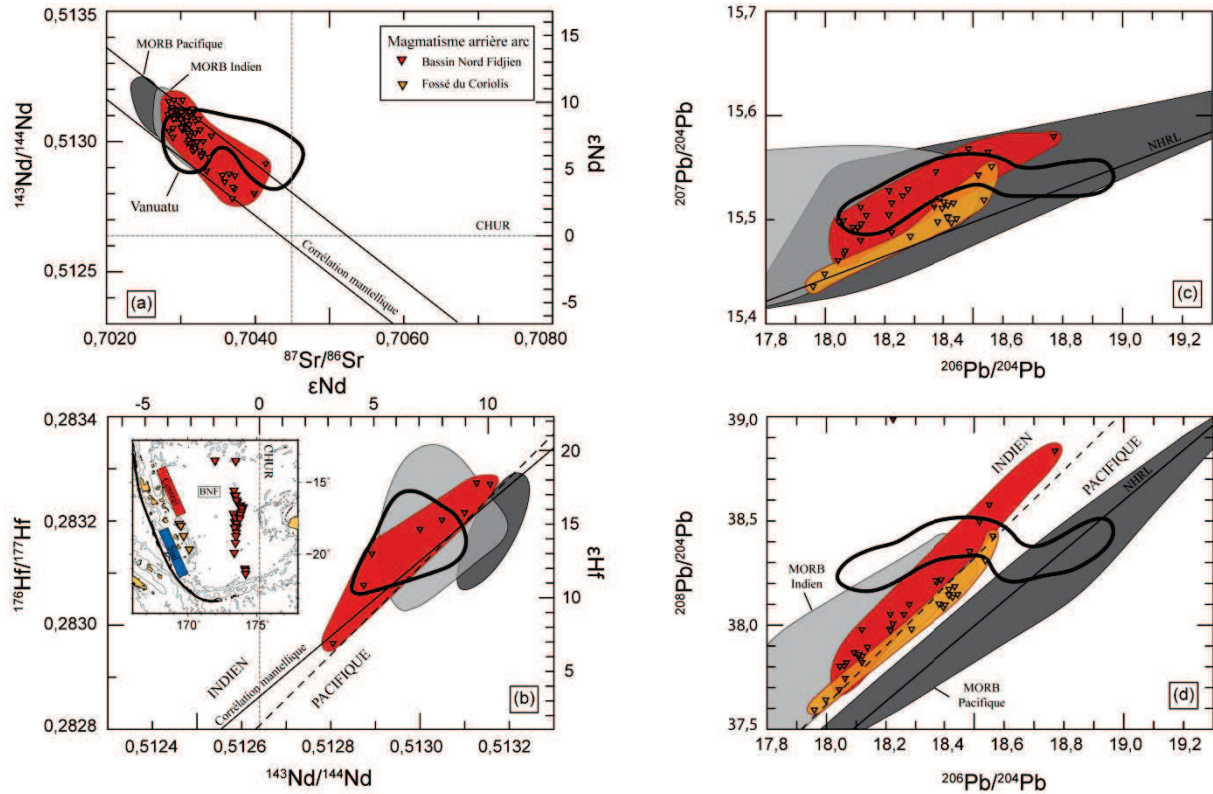 0,5135
0,5130
0,5125
143Nd/144Nd
15
10
5
0
-5
εNd
MORB Pacifique
MORB Indien
Magmatisme arrière arc
Bassin Nord Fidjien
Fossé du Coriolis
Vanuatu
CHUR
Corrélation mantellique
(a)
0,7020
0,7040
0,7060
0,7080
87Sr/86Sr
15,7
15,6
15,5
15,4
207Pb/204Pb
NHRL
(c)
17,8
18,0
18,2
18,4
18,6
18,8
19,0
19,2
206Pb/204Pb
εNd
-5
0
5
10
0,2834
0,2832
0,2830
0,2828
176Hf/177Hf
20
15
10
5
εHf
CHUR
BNF
-15°
-20°
170
175
INDIEN
Corrélation mantellique
PACIFIQUE
(b)
0,5124
0,5126
0,5128
0,5130
0,5132
143Nd/144Nd
39,0
38,5
38,0
37,5
208Pb/204Pb
INDIEN
PACIFIQUE
NHRL
MORB
Indien
MORB
Pacifique
(d)
17,8
18,0
18,2
18,4
18,6
18,8
19,0
19,2
206Pb/204Pb